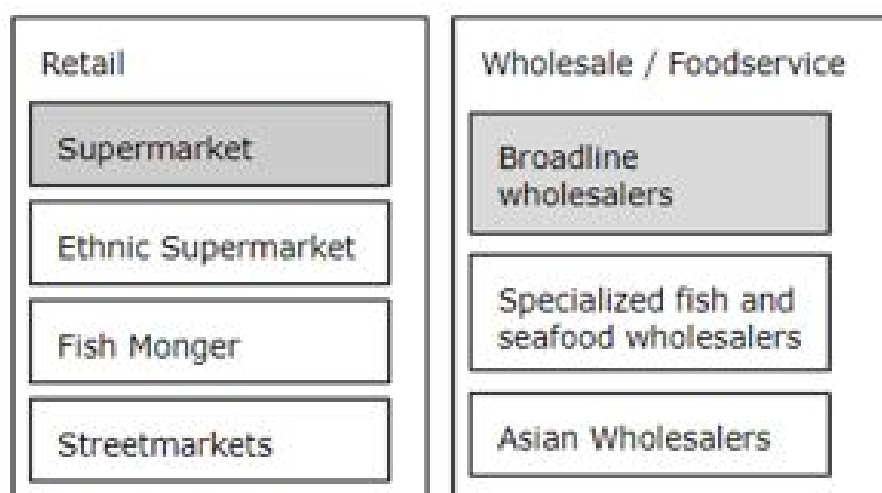 Retail
Supermarket
Ethnic Supermarket
Fish Monger
Streetmarkets
Wholesale / Foodservice
Broadline
wholesalers
Specialized fish and
seafood wholesalers
Asian Wholesalers